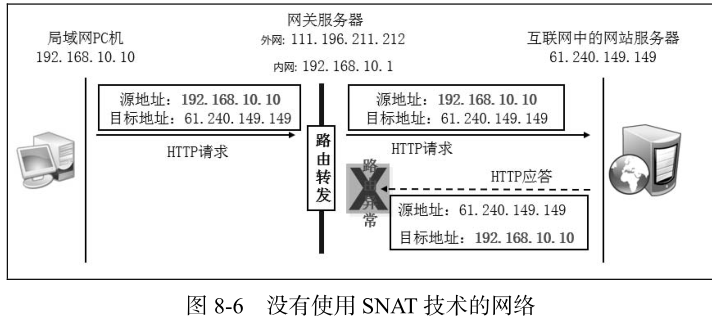 局域网PC机
192.168.10.10
网关服务器
外网: 111.196.211.212
内网: 192.168.10.1
互联网中的网站服务器
61.240.149.149
源地址：192.168.10.10
目标地址：61.240.149.149
HTTP请求
路由转发
源地址：192.168.10.10
目标地址：61.240.149.149
HTTP请求
路由异常
HTTP应答
源地址：61.240.149.149
目标地址：192.168.10.10
图 8-6 没有使用 SNAT 技术的网络